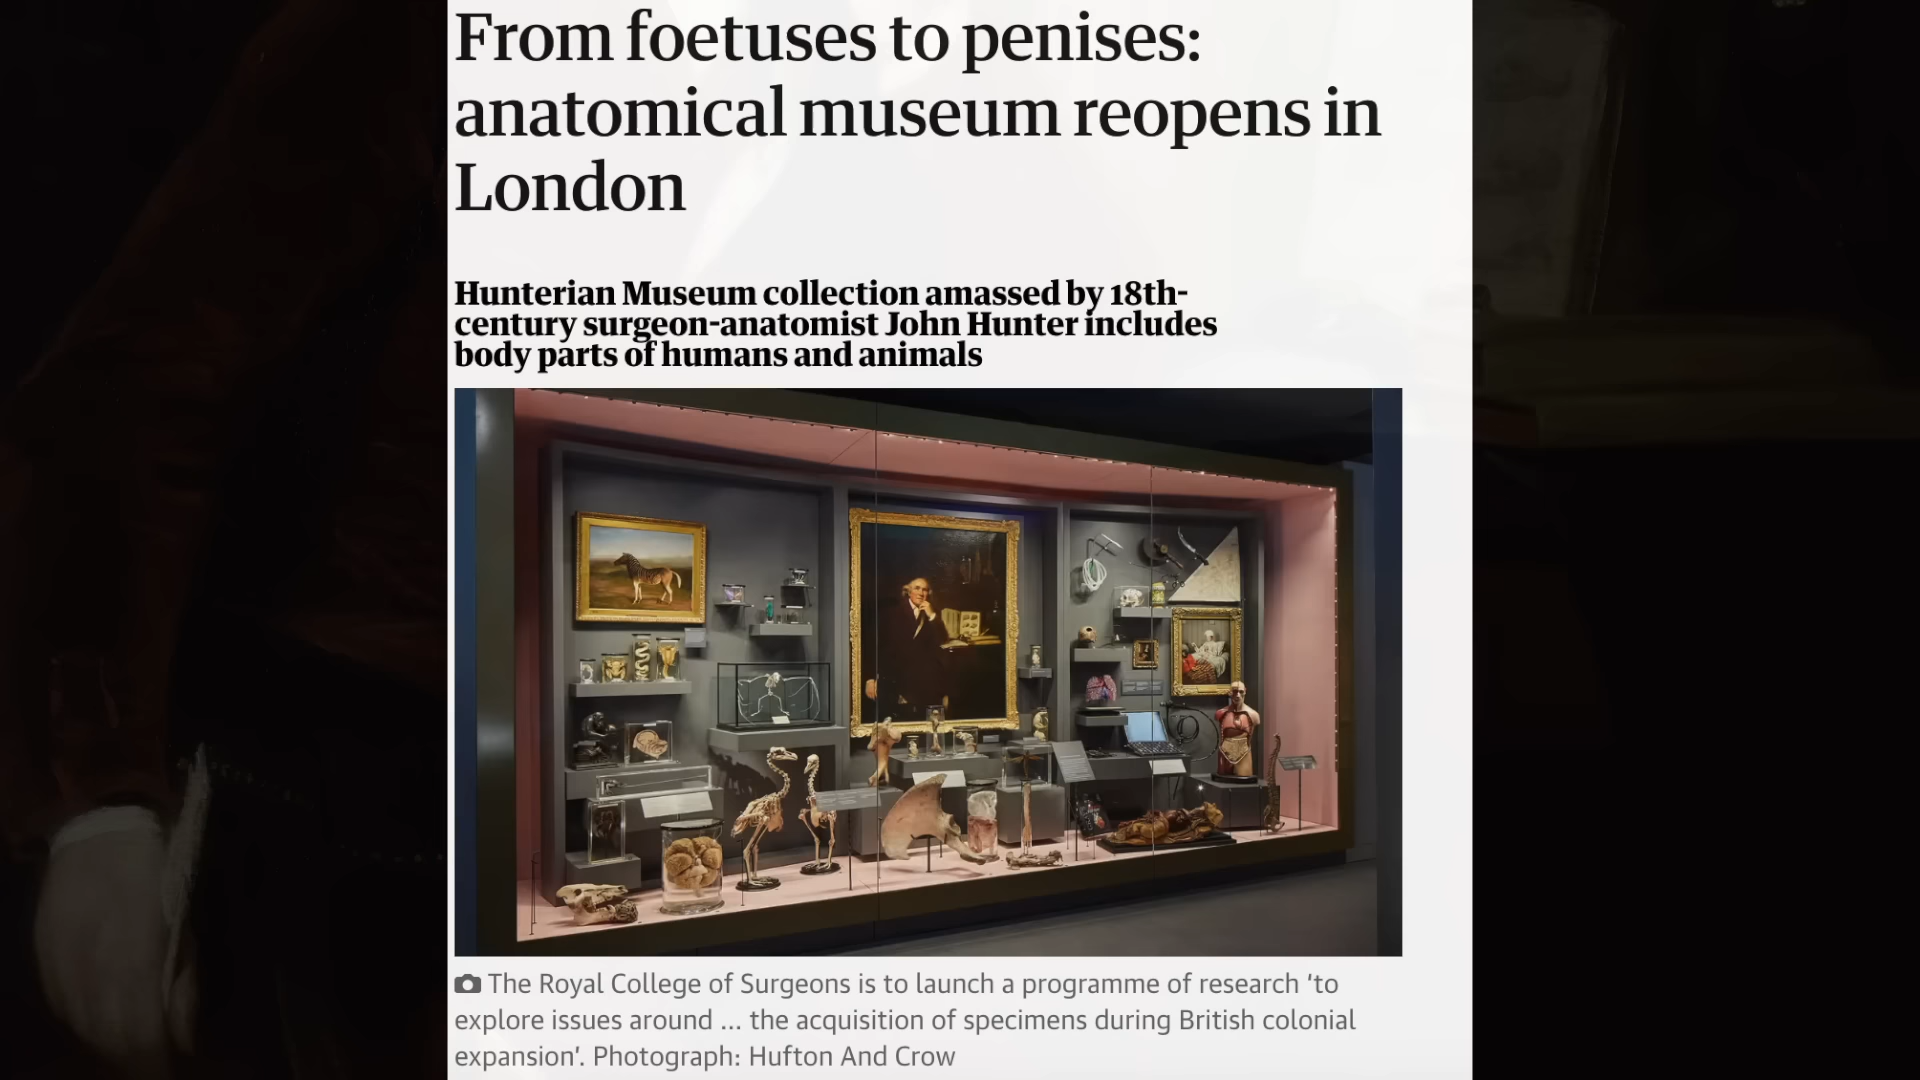 From foetuses to penises:
anatomical museum reopens in
London
Hunterian Museum collection amassed by 18th-
century surgeon-anatomist John Hunter includes
body parts of humans and animals
The Royal College of Surgeons is to launch a programme of research ‘to
explore issues around ... the acquisition of specimens during British colonial
expansion’. Photograph: Hufton And Crow